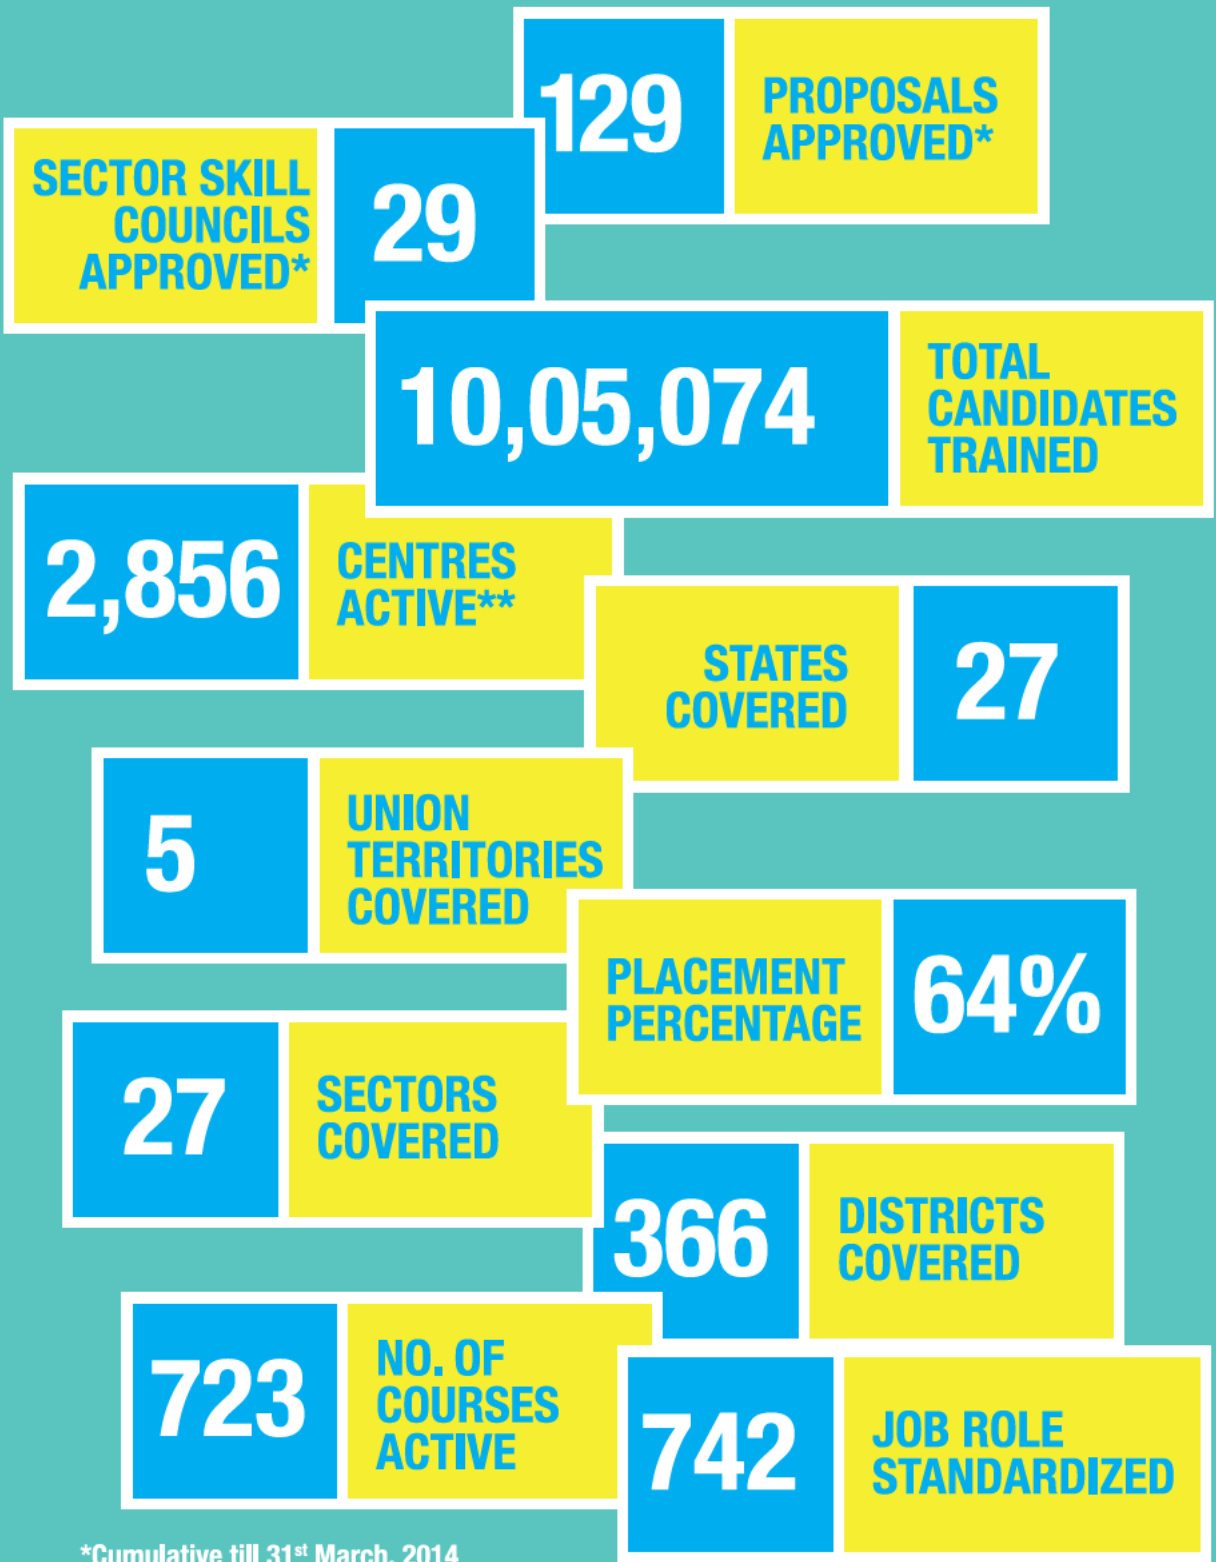 129
PROPOSALS
APPROVED*
SECTOR SKILL
COUNCILS
APPROVED*
29
10,05,074
TOTAL
CANDIDATES
TRAINED
2,856
CENTRES
ACTIVE**
STATES
COVERED
27
5
UNION
TERRITORIES
COVERED
PLACEMENT
PERCENTAGE
64%
27
SECTORS
COVERED
366
DISTRICTS
COVERED
723
NO. OF
COURSES
ACTIVE
742
JOB ROLE
STANDARDIZED
*Cumulative till 31st March, 2014